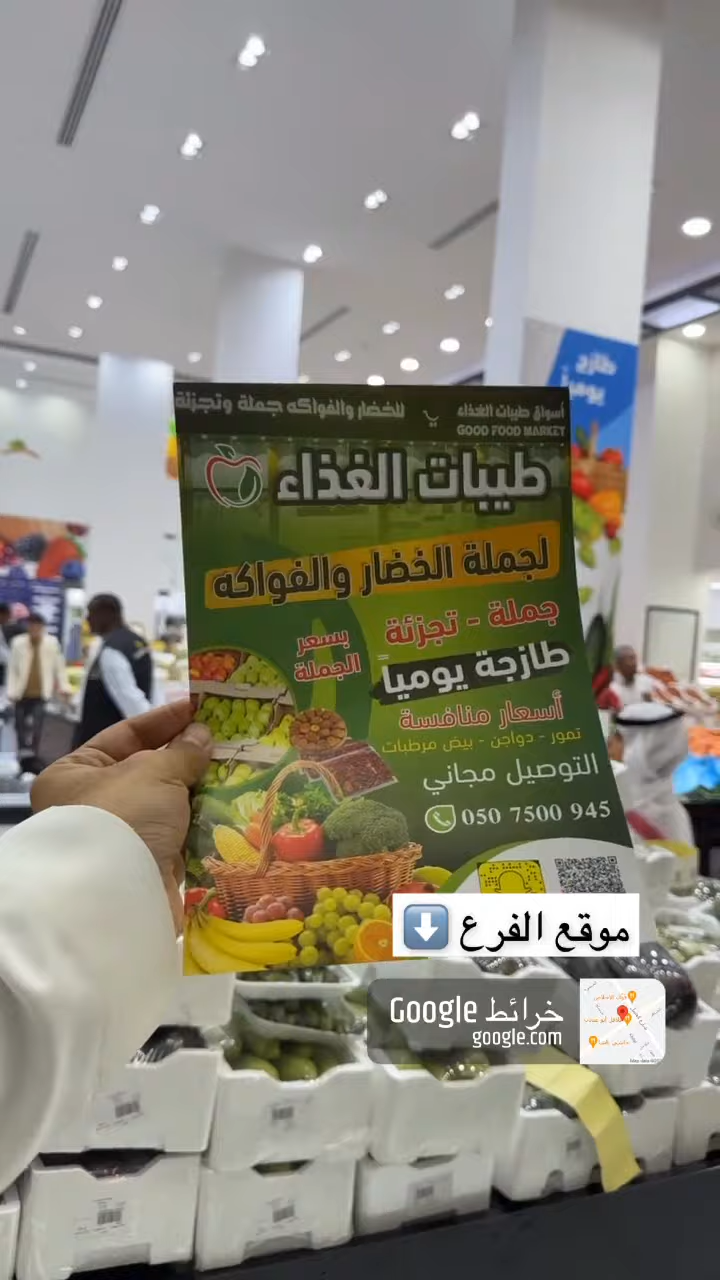 طازج
يومياً
أسواق طيبات الغذاء للخضار والفواكه جملة وتجزئة
GOOD FOOD MARKET
طيبات الغذاء
لجملة الخضار والفواكه
جملة - تجزئة
بسعر الجملة
طازجة يومياً
أسعار منافسة
تمور - دواجن - بيض مرطبات
التوصيل مجاني
050 7500 945
موقع الفرع
خرائط Google
google.com